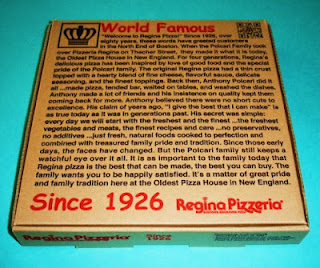 World Famous
"Welcome to Regina Pizza!" Since 1926, over
eighty years, these words have greeted customers
in the North End of Boston. When the Polcari Family took
over Pizzeria Regina on Thacher Street, they made it what it is today,
the Oldest Pizza House in New England. For four generations, Regina's
delicious pizza has been inspired by love of good food and the special
pride of the Polcari family. The original Regina pizza has a thin crust,
topped with a hearty blend of fine cheese, flavorful sauce, delicate
seasoning, and the finest toppings. Back then, Anthony Polcari did it all
...made pizza, tended bar, waited on tables, and washed the dishes.
Anthony made a lot of friends and his insistence on quality kept them
coming back for more. Anthony believed there were no short cuts to
excellence. His claim of years ago, "I give the best that I can make" is
as true today as it was in generations past. His secret was simple;
every day we will start with the freshest and the finest ...the freshest
vegetables and meats, the finest recipes and care ...no preservatives,
no additives ...just fresh, natural foods cooked to perfection and
combined with treasured family pride and tradition. Since those early
days, the faces have changed. But the Polcari family still keeps a
watchful eye over it all. It is as important to the family today that
Regina pizza is the best that can be made, the best you can buy. The
family wants you to be happily satisfied. It's a matter of great pride
and family tradition here at the Oldest Pizza House in New England.
Since 1926 Regina Pizzeria
Since 1926 Regina Pizzeria